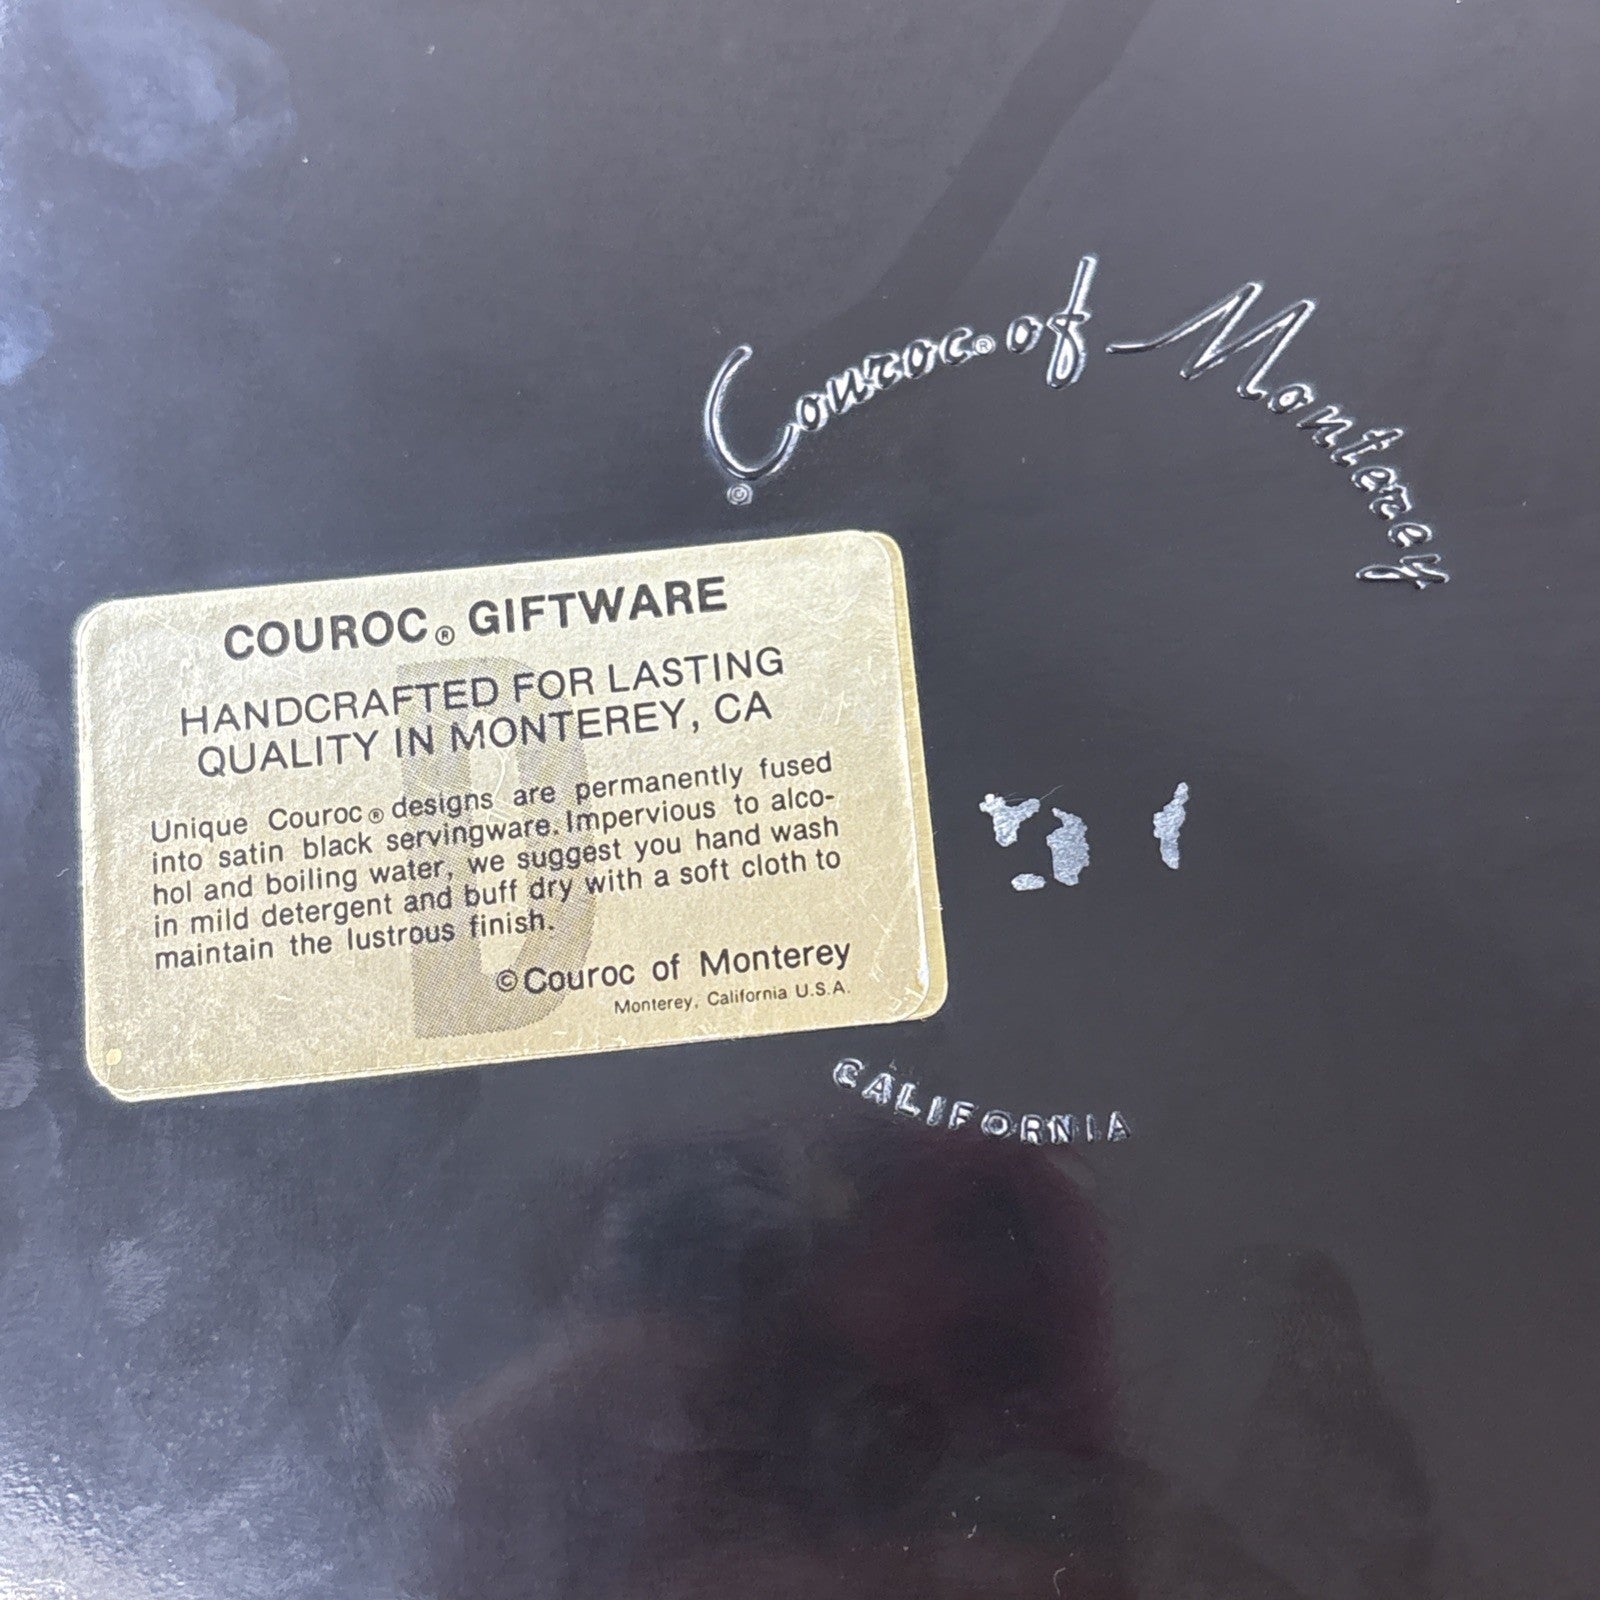 Couroc® of Monterey
©
COUROC® GIFTWARE
HANDCRAFTED FOR LASTING
QUALITY IN MONTEREY, CA
Unique Couroc® designs are permanently fused
into satin black servingware. Impervious to alco-
hol and boiling water, we suggest you hand wash
in mild detergent and buff dry with a soft cloth to
maintain the lustrous finish.
©Couroc of Monterey
Monterey, California U.S.A.
CALIFORNIA